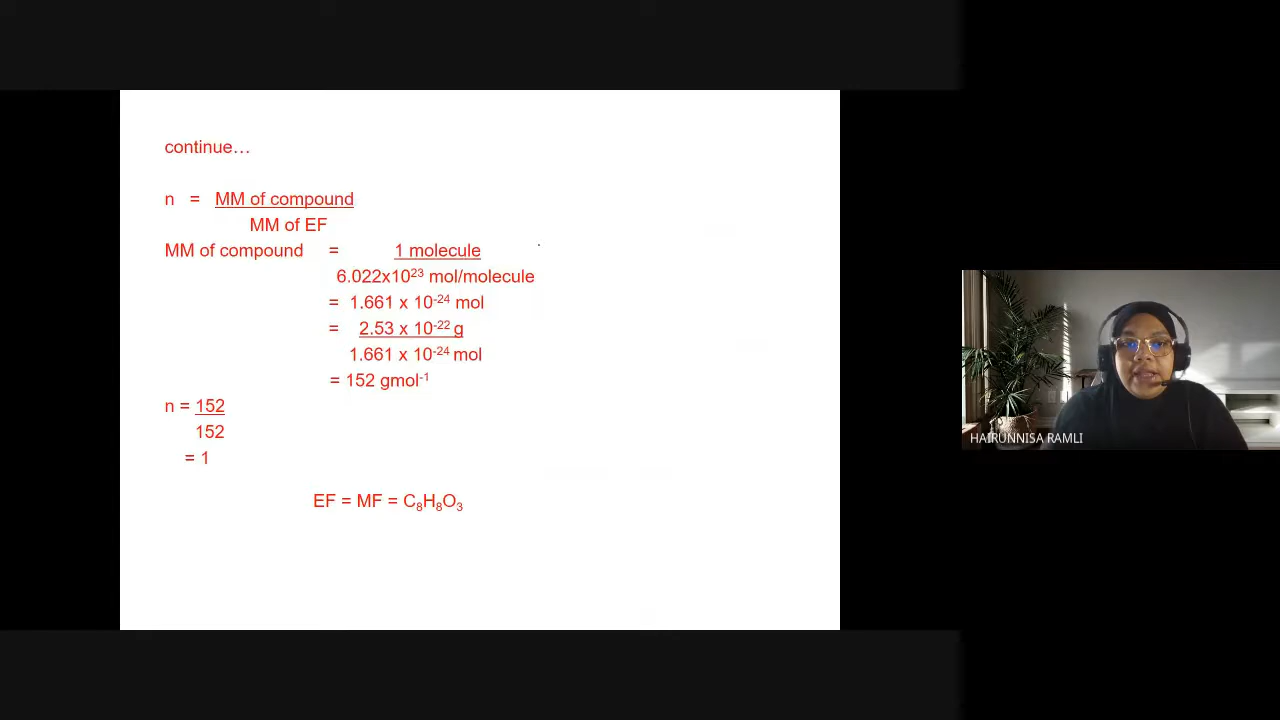 continue…
n = MM of compound
MM of EF
MM of compound = 1 molecule
6.022x10²³ mol/molecule
= 1.661 x 10⁻²⁴ mol
= 2.53 x 10⁻²² g
1.661 x 10⁻²⁴ mol
= 152 gmol⁻¹
n = 152
152
= 1
EF = MF = C₈H₈O₃
HAIRUNNISA RAMLI